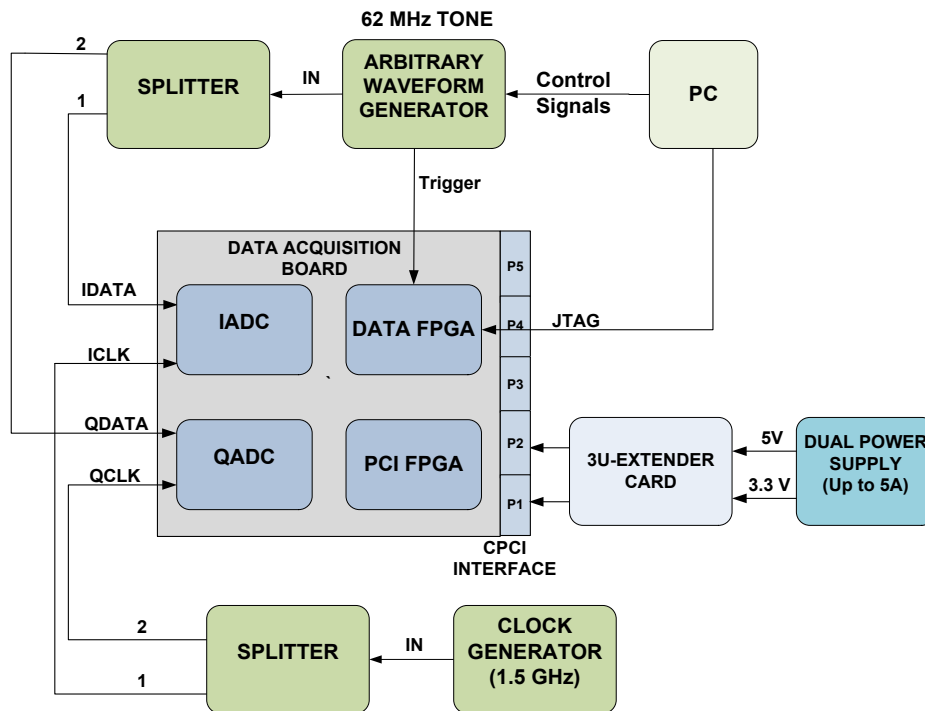 62 MHz TONE
2
1
SPLITTER
IN
ARBITRARY
WAVEFORM
GENERATOR
Control
Signals
PC
Trigger
DATA ACQUISITION
BOARD
P5
P4
P3
P2
P1
IDATA
IADC
DATA FPGA
JTAG
ICLK
QDATA
QADC
PCI FPGA
QCLK
3U-EXTENDER
CARD
5V
3.3 V
DUAL POWER
SUPPLY
(Up to 5A)
CPCI
INTERFACE
2
1
SPLITTER
IN
CLOCK
GENERATOR
(1.5 GHz)